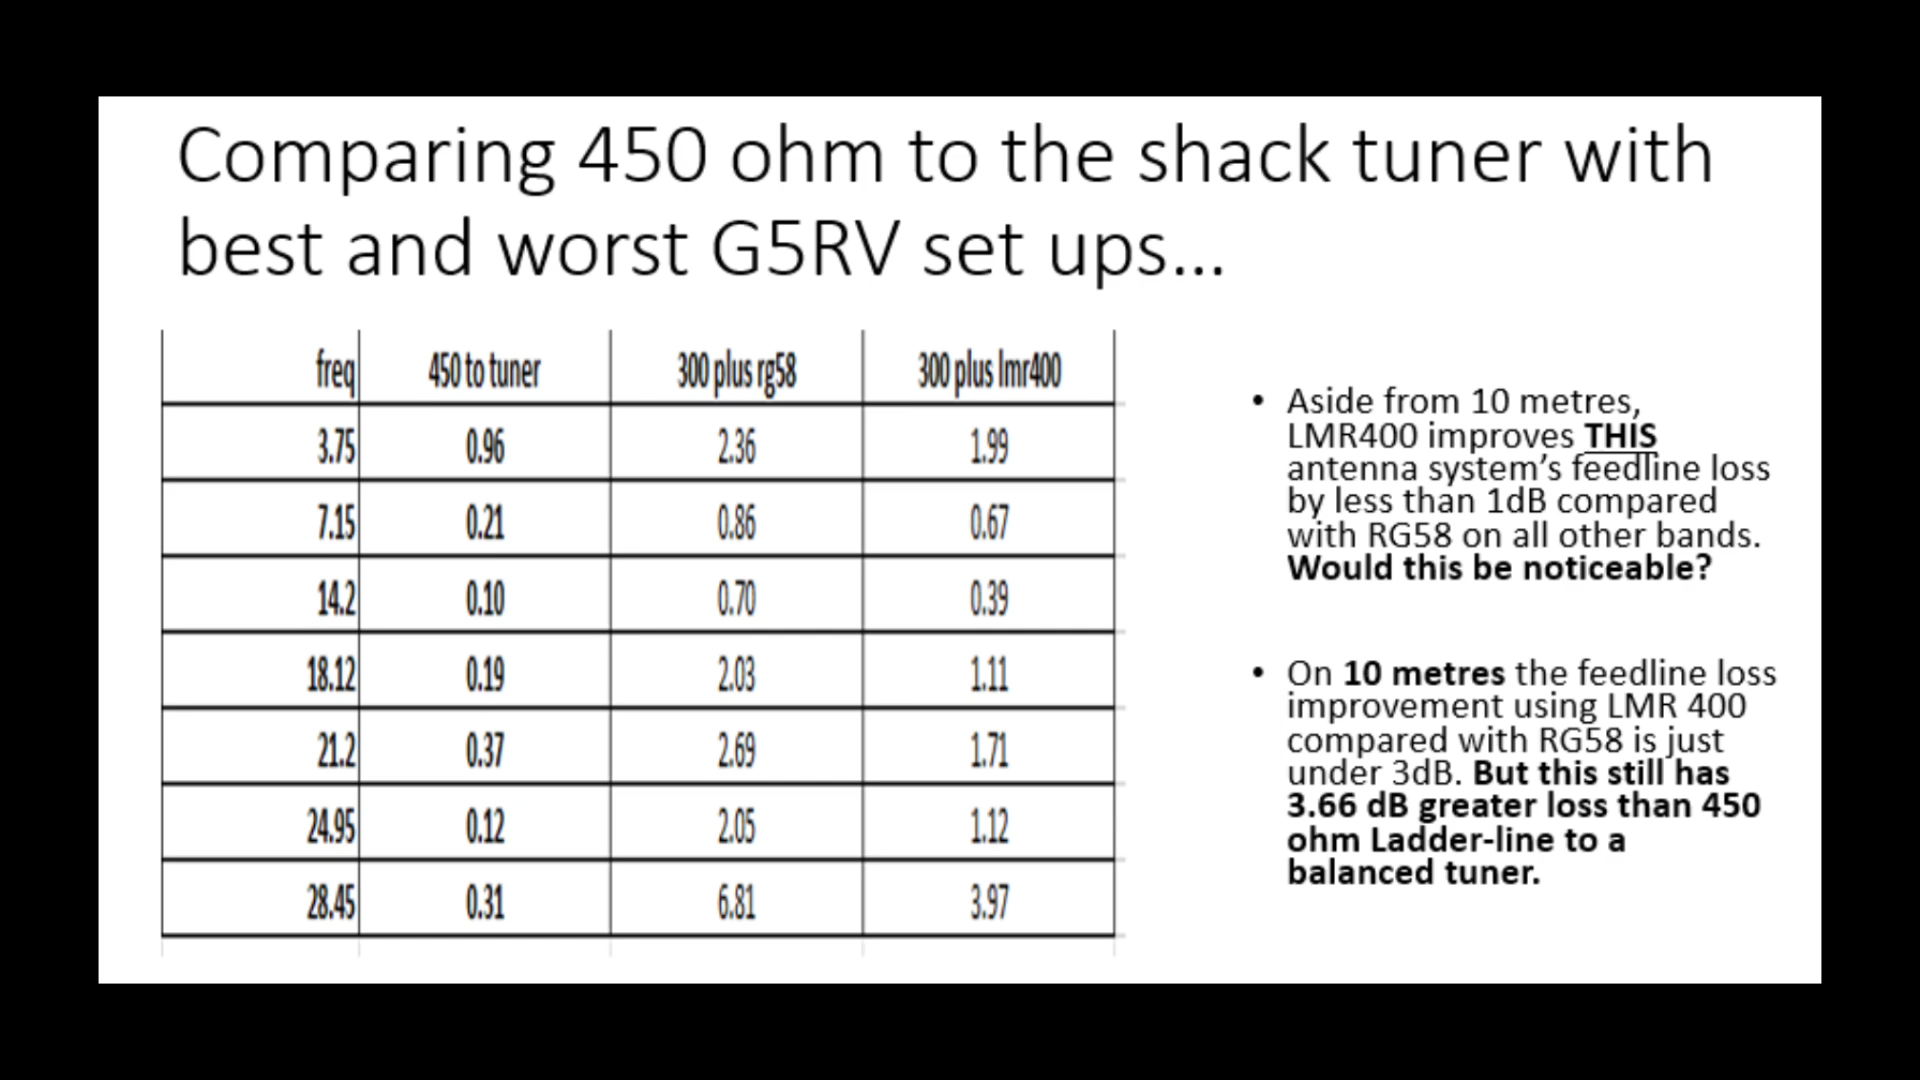 Comparing 450 ohm to the shack tuner with
best and worst G5RV set ups...
freq 450 to tuner 300 plus rg58 300 plus lmr400
3.75 0.96 2.36 1.99
7.15 0.21 0.86 0.67
14.2 0.10 0.70 0.39
18.12 0.19 2.03 1.11
21.2 0.37 2.69 1.71
24.95 0.12 2.05 1.12
28.45 0.31 6.81 3.97
• Aside from 10 metres,
LMR400 improves THIS
antenna system’s feedline loss
by less than 1dB compared
with RG58 on all other bands.
Would this be noticeable?
• On 10 metres the feedline loss
improvement using LMR 400
compared with RG58 is just
under 3dB. But this still has
3.66 dB greater loss than 450
ohm Ladder-line to a
balanced tuner.